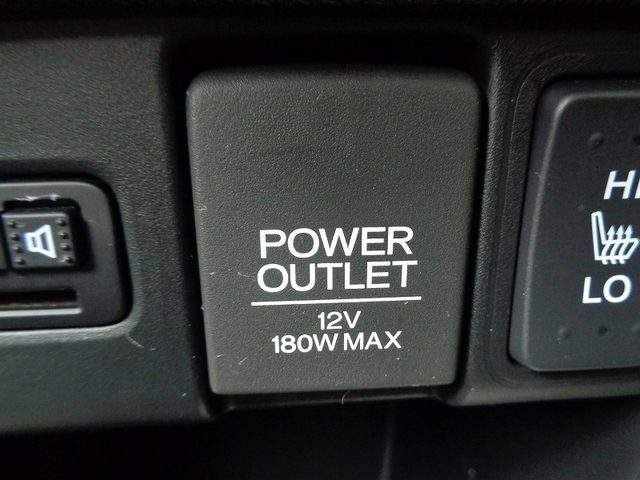 POWER
OUTLET
12V
180W MAX
HI
LO